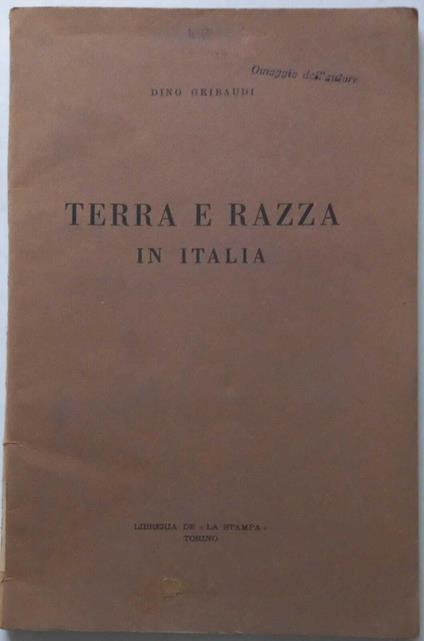 Omaggio dell'autore
DINO GRIBAUDI
TERRA E RAZZA
IN ITALIA
LIBRERIA DE «LA STAMPA»
TORINO